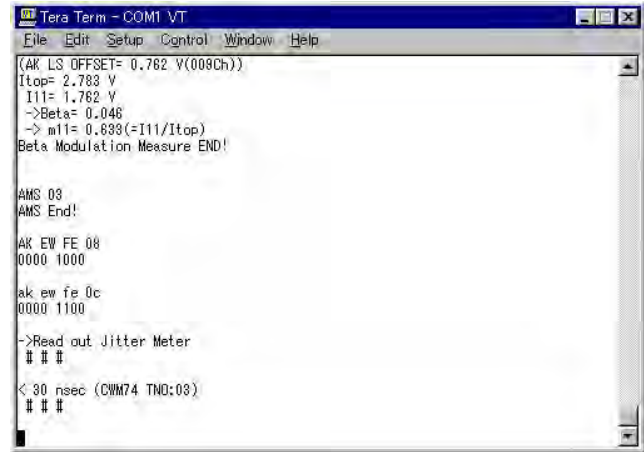 Tera Term - COM1 VT
File Edit Setup Control Window Help
(AK LS OFFSET= 0.762 V(009Ch))
Itop= 2.783 V
I11= 1.762 V
->Beta= 0.046
-> m11= 0.633(=I11/Itop)
Beta Modulation Measure END!
AMS 03
AMS End!
AK EW FE 08
0000 1000
ak ew fe 0c
0000 1100
->Read out Jitter Meter
# # #
< 30 nsec (CWM74 TNO:03)
# # #